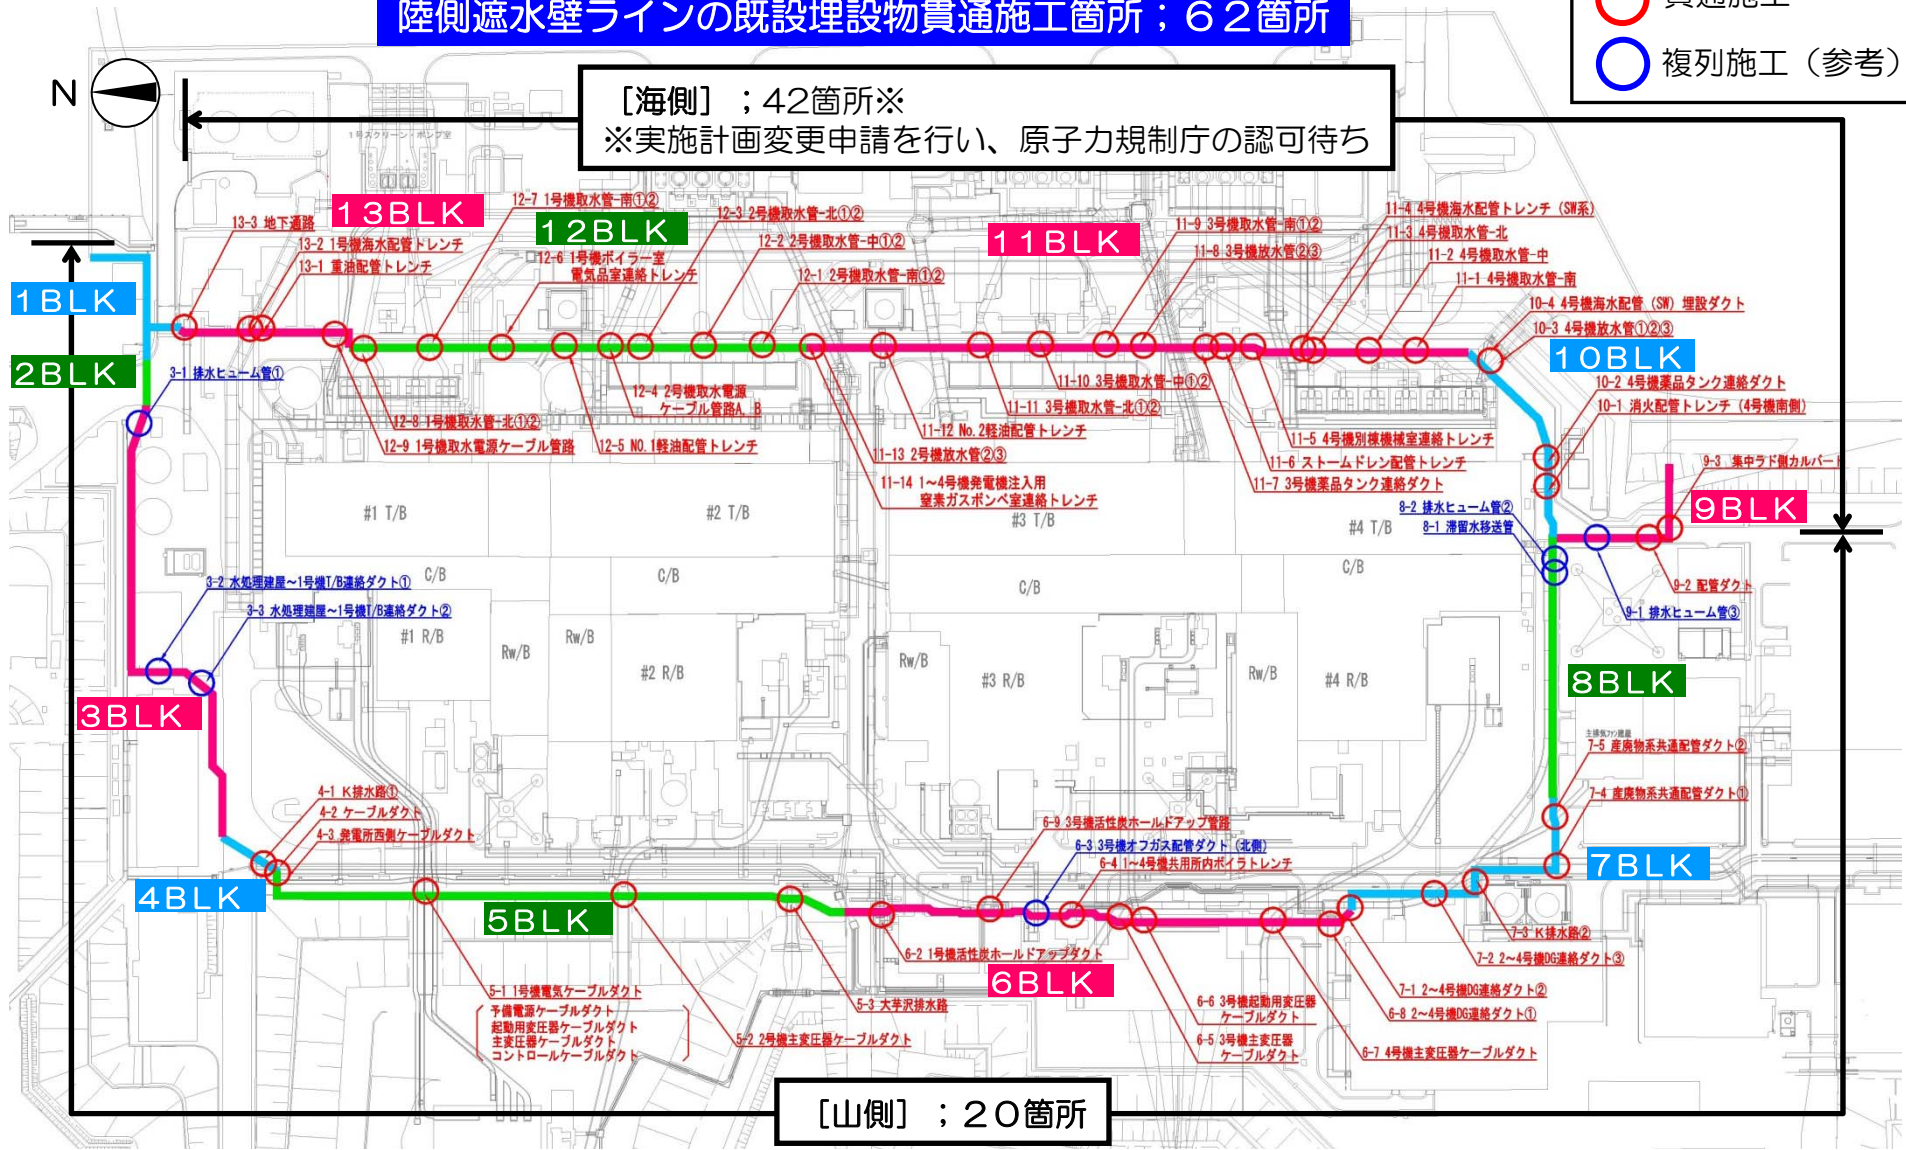 陸側遮水壁ラインの既設埋設物貫通施工箇所；６２箇所
貫通施工
複列施工（参考）
N
［海側］；42箇所※
※実施計画変更申請を行い、原子力規制庁の認可待ち
1号スクリーン・ポンプ室
13BLK
12BLK
11BLK
10BLK
9BLK
8BLK
7BLK
6BLK
5BLK
4BLK
3BLK
2BLK
1BLK
13-3 地下通路
13-2 1号機海水配管トレンチ
13-1 重油配管トレンチ
12-7 1号機取水管-南①②
12-6 1号機ボイラー室
電気品室連絡トレンチ
12-3 2号機取水管-北①②
12-2 2号機取水管-中①②
12-1 2号機取水管-南①②
11-9 3号機取水管-南①②
11-8 3号機放水管②③
11-4 4号機海水配管トレンチ（SW系）
11-3 4号機取水管-北
11-2 4号機取水管-中
11-1 4号機取水管-南
10-4 4号機海水配管（SW）埋設ダクト
10-3 4号機放水管①②③
10-2 4号機薬品タンク連絡ダクト
10-1 消火配管トレンチ（4号機南側）
3-1 排水ヒューム管①
12-8 1号機取水管-北①②
12-9 1号機取水電源ケーブル管路
12-4 2号機取水電源
ケーブル管路A, B
12-5 NO.1軽油配管トレンチ
11-10 3号機取水管-中①②
11-11 3号機取水管-北①②
11-12 No.2軽油配管トレンチ
11-13 2号機放水管②③
11-14 1〜4号機発電機注入用
窒素ガスボンベ室連絡トレンチ
11-5 4号機別棟機械室連絡トレンチ
11-6 ストームドレン配管トレンチ
11-7 3号機薬品タンク連絡ダクト
9-3 集中ラド側カルバート
8-2 排水ヒューム管②
8-1 滞留水移送管
9-2 配管ダクト
9-1 排水ヒューム管③
#1 T/B
#2 T/B
#3 T/B
#4 T/B
C/B
C/B
C/B
C/B
3-2 水処理建屋〜1号機T/B連絡ダクト①
3-3 水処理建屋〜1号機T/B連絡ダクト②
#1 R/B
Rw/B
Rw/B
#2 R/B
Rw/B
#3 R/B
Rw/B
#4 R/B
主排気ファン建屋
7-5 産廃物系共通配管ダクト②
7-4 産廃物系共通配管ダクト①
4-1 K排水路①
4-2 ケーブルダクト
4-3 発電所西側ケーブルダクト
6-9 3号機活性炭ホールドアップ管路
6-3 3号機オフガス配管ダクト（北側）
6-4 1〜4号機共用所内ボイラトレンチ
7-3 K排水路②
7-2 2〜4号機DG連絡ダクト③
7-1 2〜4号機DG連絡ダクト②
6-8 2〜4号機DG連絡ダクト①
6-7 4号機主変圧器ケーブルダクト
6-2 1号機活性炭ホールドアップダクト
6-6 3号機起動用変圧器
ケーブルダクト
6-5 3号機主変圧器
ケーブルダクト
5-1 1号機電気ケーブルダクト
予備電源ケーブルダクト
起動用変圧器ケーブルダクト
主変圧器ケーブルダクト
コントロールケーブルダクト
5-2 2号機主変圧器ケーブルダクト
5-3 大芋沢排水路
［山側］；２０箇所